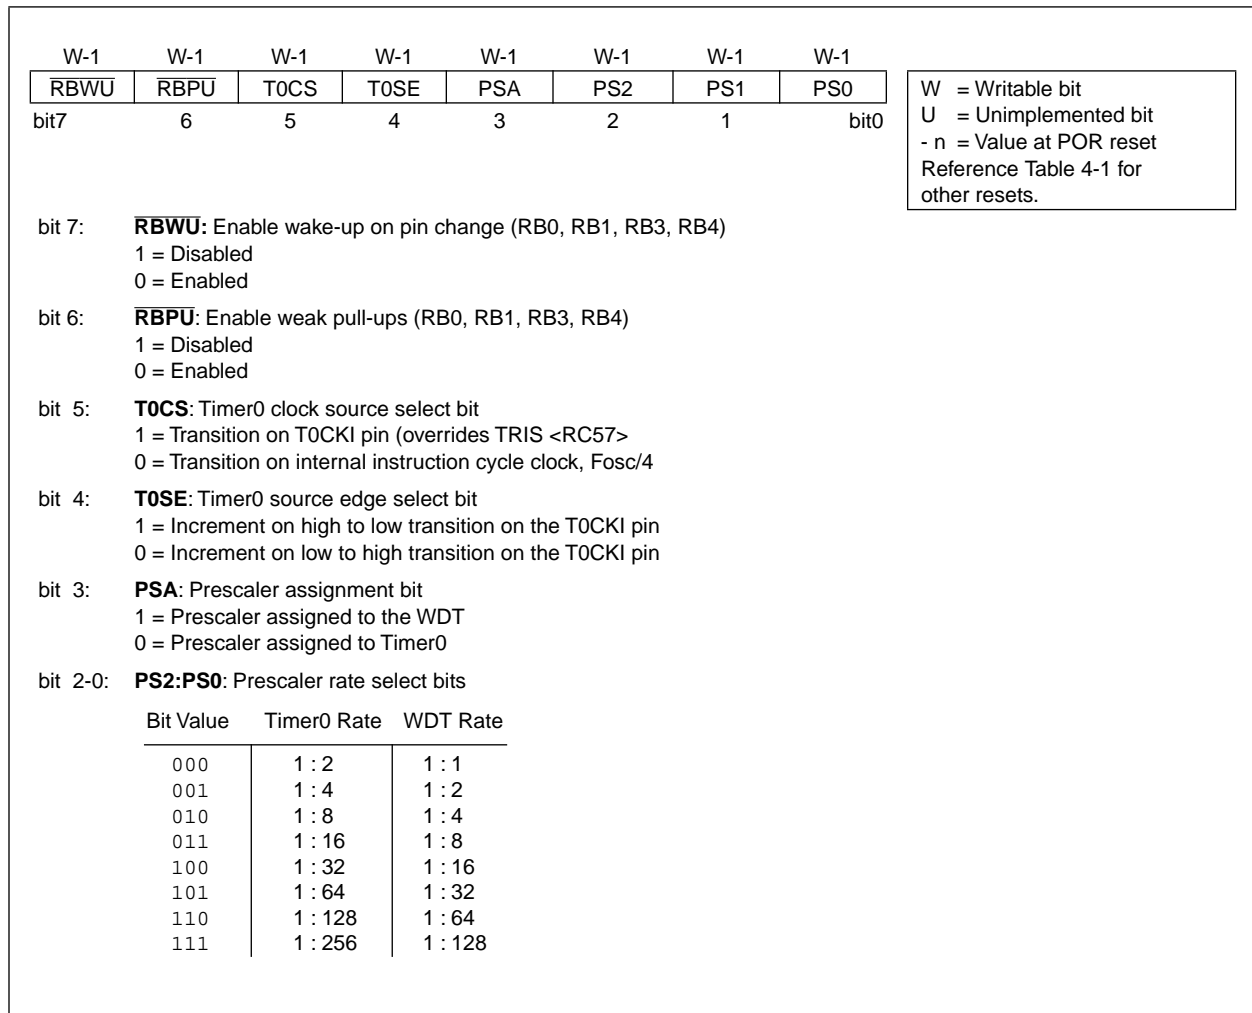 W-1 W-1 W-1 W-1 W-1 W-1 W-1 W-1
RBWU RBPU T0CS T0SE PSA PS2 PS1 PS0
bit7 6 5 4 3 2 1 bit0
W = Writable bit
U = Unimplemented bit
- n = Value at POR reset
Reference Table 4-1 for
other resets.
bit 7: RBWU: Enable wake-up on pin change (RB0, RB1, RB3, RB4)
1 = Disabled
0 = Enabled
bit 6: RBPU: Enable weak pull-ups (RB0, RB1, RB3, RB4)
1 = Disabled
0 = Enabled
bit 5: T0CS: Timer0 clock source select bit
1 = Transition on T0CKI pin (overrides TRIS <RC57>
0 = Transition on internal instruction cycle clock, Fosc/4
bit 4: T0SE: Timer0 source edge select bit
1 = Increment on high to low transition on the T0CKI pin
0 = Increment on low to high transition on the T0CKI pin
bit 3: PSA: Prescaler assignment bit
1 = Prescaler assigned to the WDT
0 = Prescaler assigned to Timer0
bit 2-0: PS2:PS0: Prescaler rate select bits
Bit Value Timer0 Rate WDT Rate
000 1 : 2 1 : 1
001 1 : 4 1 : 2
010 1 : 8 1 : 4
011 1 : 16 1 : 8
100 1 : 32 1 : 16
101 1 : 64 1 : 32
110 1 : 128 1 : 64
111 1 : 256 1 : 128